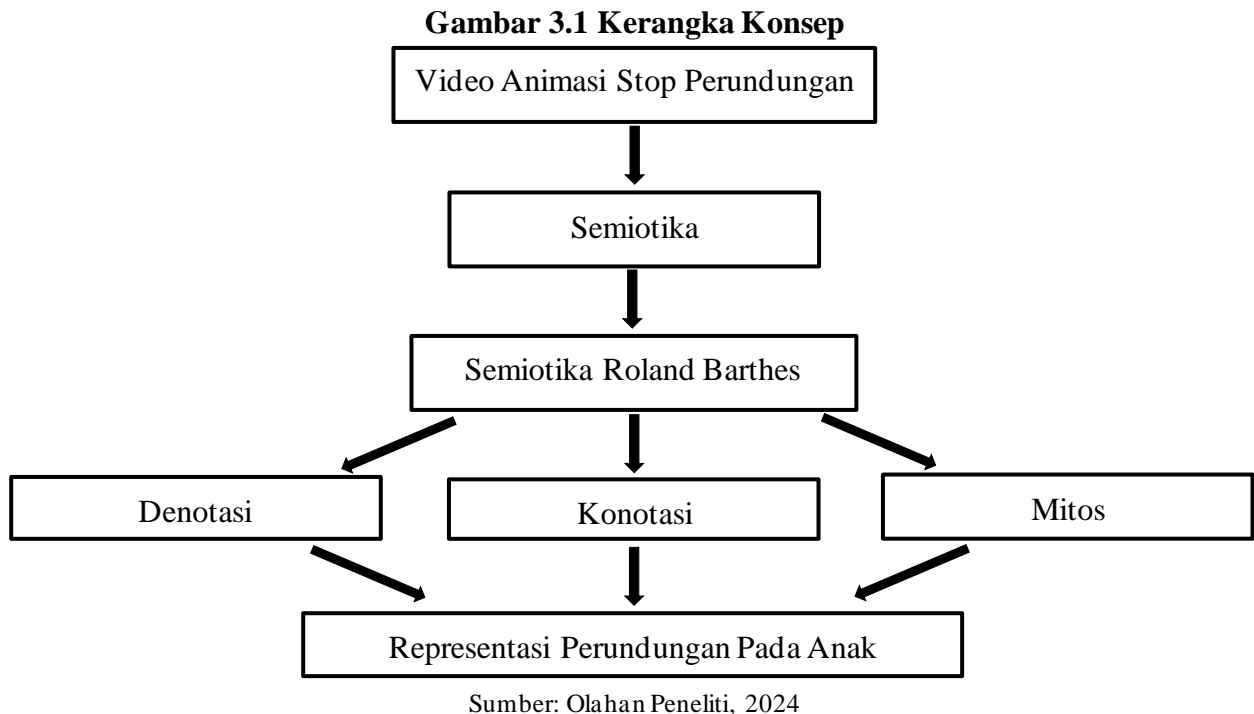 Gambar 3.1 Kerangka Konsep
Video Animasi Stop Perundungan
Semiotika
Semiotika Roland Barthes
Denotasi
Konotasi
Mitos
Representasi Perundungan Pada Anak
Sumber: Olahan Peneliti, 2024